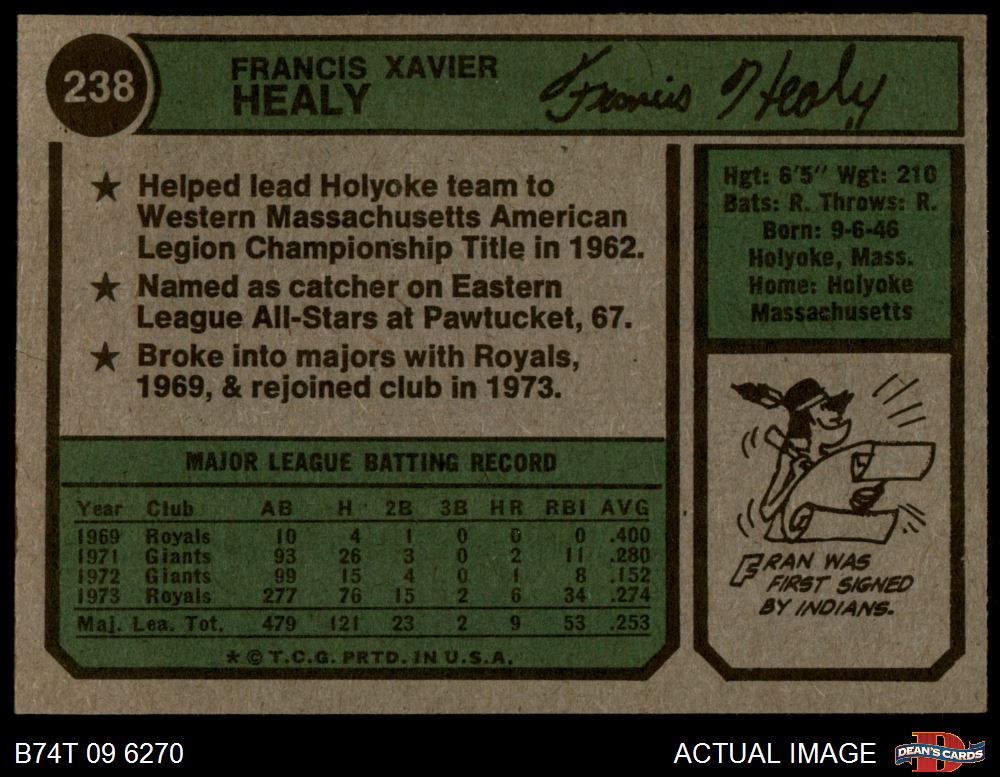 238
FRANCIS XAVIER
HEALY
Francis Healy
★ Helped lead Holyoke team to
Western Massachusetts American
Legion Championship Title in 1962.
★ Named as catcher on Eastern
League All-Stars at Pawtucket, 67.
★ Broke into majors with Royals,
1969, & rejoined club in 1973.
Hgt: 6'5" Wgt: 210
Bats: R. Throws: R.
Born: 9-6-46
Holyoke, Mass.
Home: Holyoke
Massachusetts
MAJOR LEAGUE BATTING RECORD
Year Club AB H 2B 3B HR RBI AVG
1969 Royals 10 4 1 0 0 0 .400
1971 Giants 93 26 3 0 2 11 .280
1972 Giants 99 15 4 0 1 8 .152
1973 Royals 277 76 15 2 6 34 .274
Maj. Lea. Tot. 479 121 23 2 9 53 .253
* © T.C.G. PRTD. IN U.S.A.
FRAN WAS
FIRST SIGNED
BY INDIANS.
B74T 09 6270
ACTUAL IMAGE
D
DEAN'S CARDS